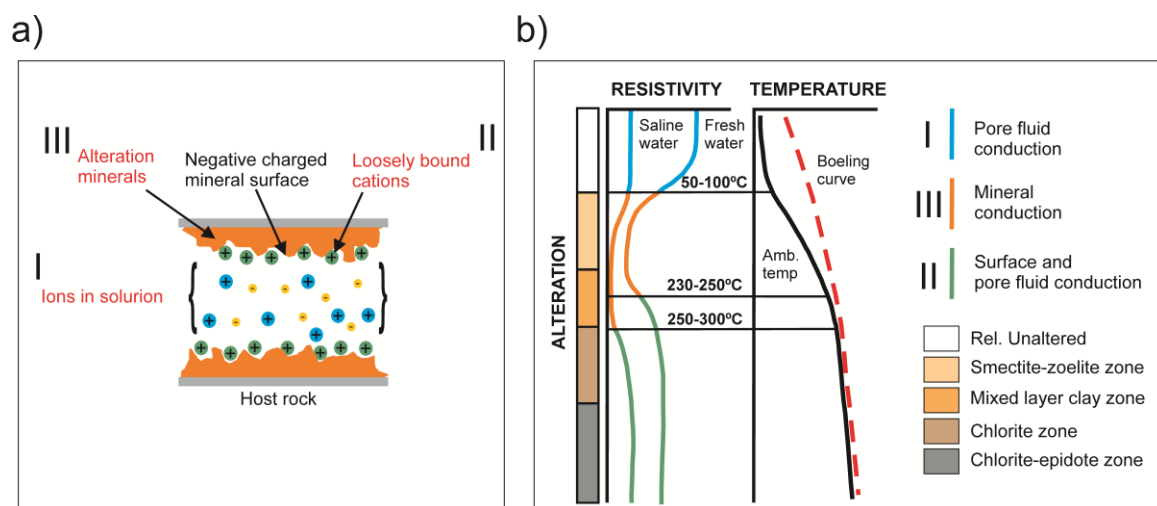 a)
III
Alteration
minerals
Negative charged
mineral surface
Loosely bound
cations
II
I
Ions in solurion
Host rock
b)
RESISTIVITY
TEMPERATURE
Saline
water
Fresh
water
Boeling
curve
50-100ºC
Amb.
temp
230-250ºC
250-300ºC
ALTERATION
I
Pore fluid
conduction
III
Mineral
conduction
II
Surface and
pore fluid conduction
Rel. Unaltered
Smectite-zoelite zone
Mixed layer clay zone
Chlorite zone
Chlorite-epidote zone